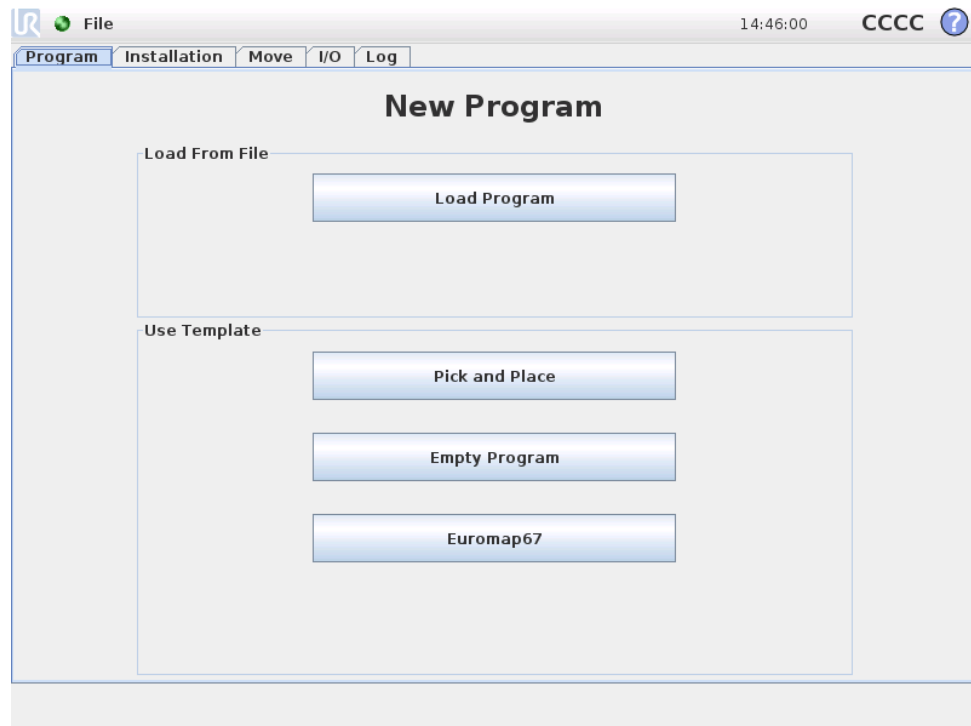 UR File 14:46:00 CCCC ?
Program Installation Move I/O Log
New Program
Load From File
Load Program
Use Template
Pick and Place
Empty Program
Euromap67